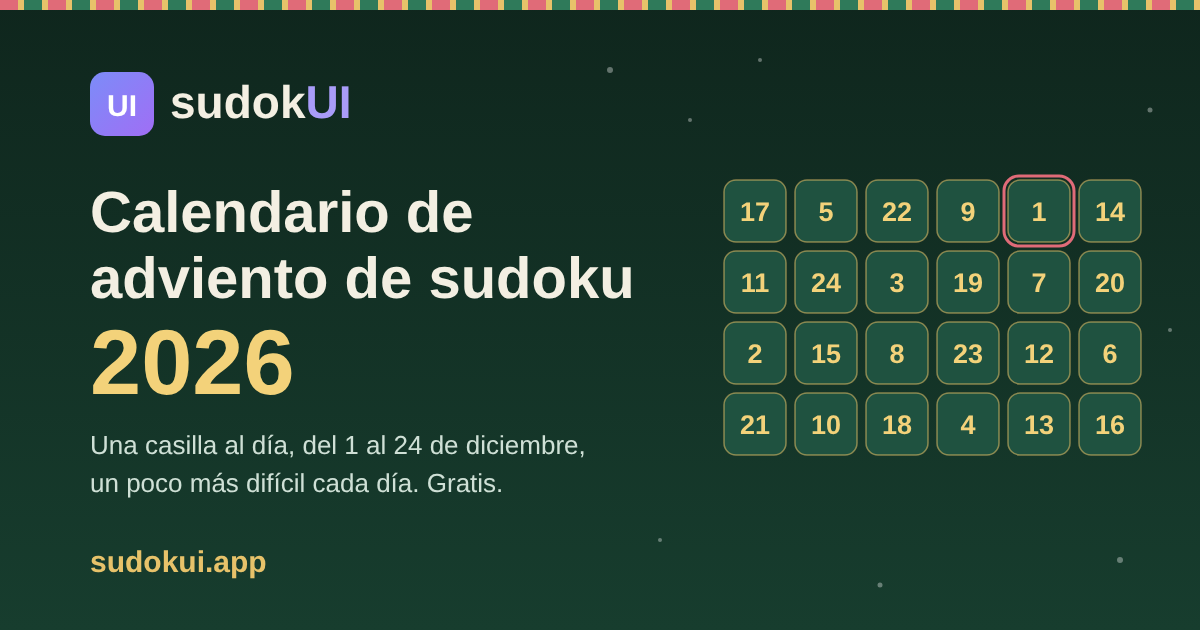 UI sudokUI
Calendario de
adviento de sudoku
2026
Una casilla al día, del 1 al 24 de diciembre,
un poco más difícil cada día. Gratis.
sudokui.app
17 5 22 9 1 14
11 24 3 19 7 20
2 15 8 23 12 6
21 10 18 4 13 16